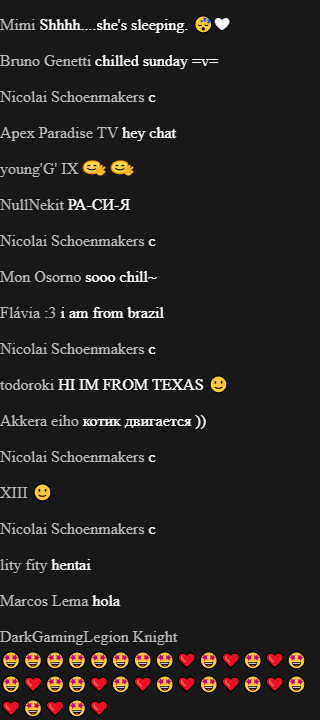 Mimi Shhhh....she's sleeping. 😴🤍
Bruno Genetti chilled sunday =v=
Nicolai Schoenmakers c
Apex Paradise TV hey chat
young'G' IX
NullNekit РА-СИ-Я
Nicolai Schoenmakers c
Mon Osorno sooo chill~
Flávia :3 i am from brazil
Nicolai Schoenmakers c
todoroki HI IM FROM TEXAS 🙂
Akkera eiho котик двигается ))
Nicolai Schoenmakers c
XIII 🙂
Nicolai Schoenmakers c
lity fity hentai
Marcos Lema hola
DarkGamingLegion Knight
🤩🤩🤩🤩🤩🤩🤩🤩❤🤩❤🤩❤🤩
🤩❤🤩🤩❤🤩❤🤩❤🤩❤🤩❤🤩
❤🤩❤🤩❤